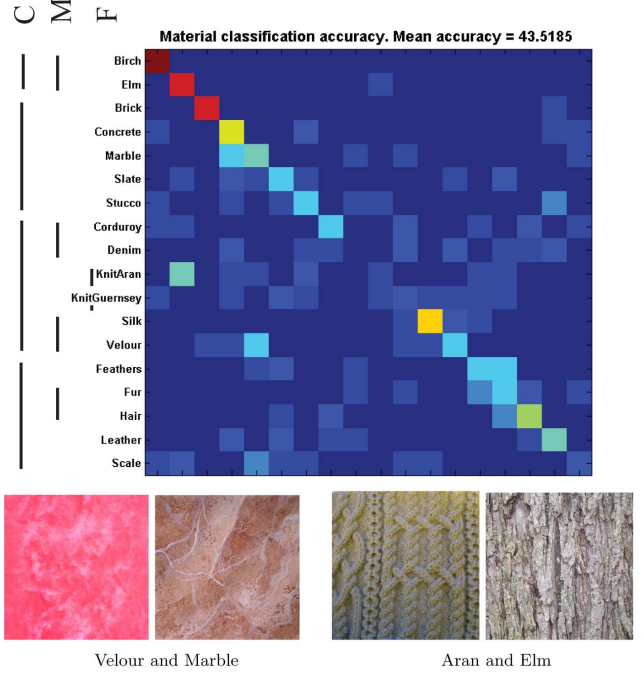 C
M
F
Material classification accuracy. Mean accuracy = 43.5185
Birch
Elm
Brick
Concrete
Marble
Slate
Stucco
Corduroy
Denim
KnitAran
KnitGuernsey
Silk
Velour
Feathers
Fur
Hair
Leather
Scale
Velour and Marble
Aran and Elm